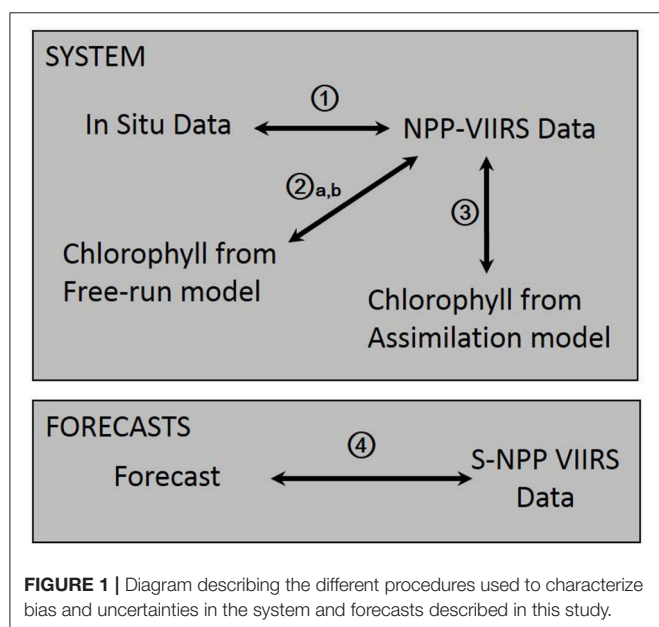 SYSTEM
①
In Situ Data
NPP-VIIRS Data
②a,b
③
Chlorophyll from
Free-run model
Chlorophyll from
Assimilation model
FORECASTS
④
Forecast
S-NPP VIIRS
Data
FIGURE 1 | Diagram describing the different procedures used to characterize
bias and uncertainties in the system and forecasts described in this study.